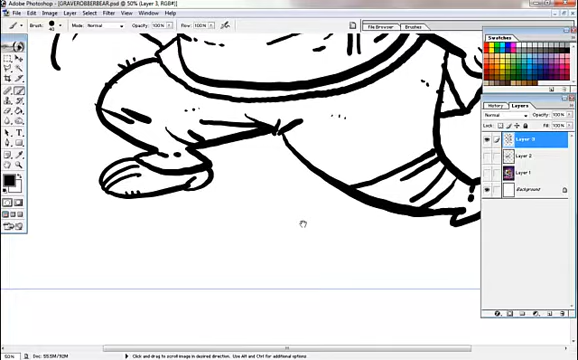 Adobe Photoshop - [GRAVEROBBERBEAR.psd @ 50% (Layer 3, RGB/8)]
File Edit Image Layer Select Filter View Window Help
Brush: Mode: Normal Opacity: 100% Flow: 100% File Browser Brushes
Swatches
History Layers
Normal Opacity: 100%
Lock: Fill: 100%
Layer 3
Layer 2
Layer 1
Background
50% Doc: Click and drag to scroll image in desired direction. Use Alt and Ctrl for additional options